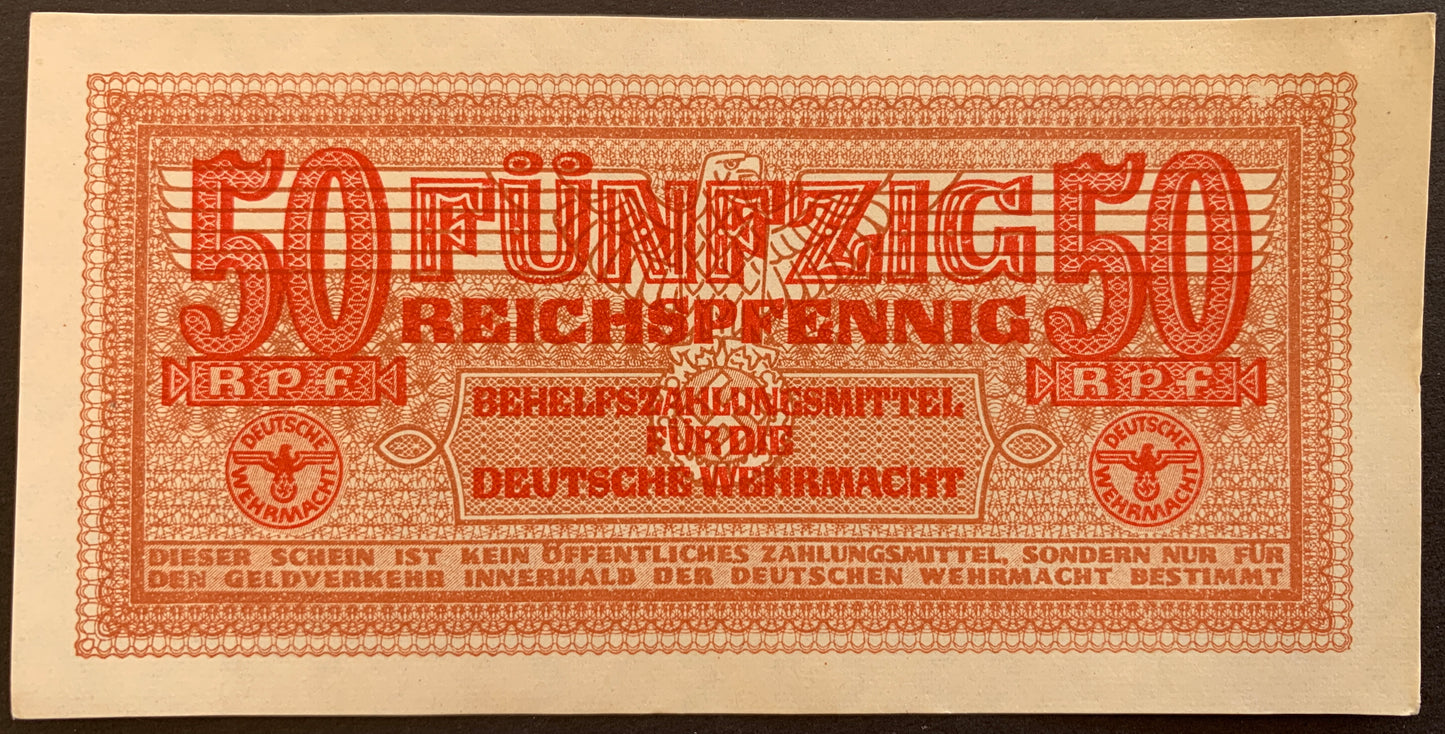 50 FÜNFZIG 50
REICHSPFENNIG
Rpf Rpf
BEHELFSZAHLUNGSMITTEL
FÜR DIE
DEUTSCHE WEHRMACHT
DEUTSCHE WEHRMACHT
DEUTSCHE WEHRMACHT
DIESER SCHEIN IST KEIN ÖFFENTLICHES ZAHLUNGSMITTEL, SONDERN NUR FÜR
DEN GELDVERKEHR INNERHALB DER DEUTSCHEN WEHRMACHT BESTIMMT